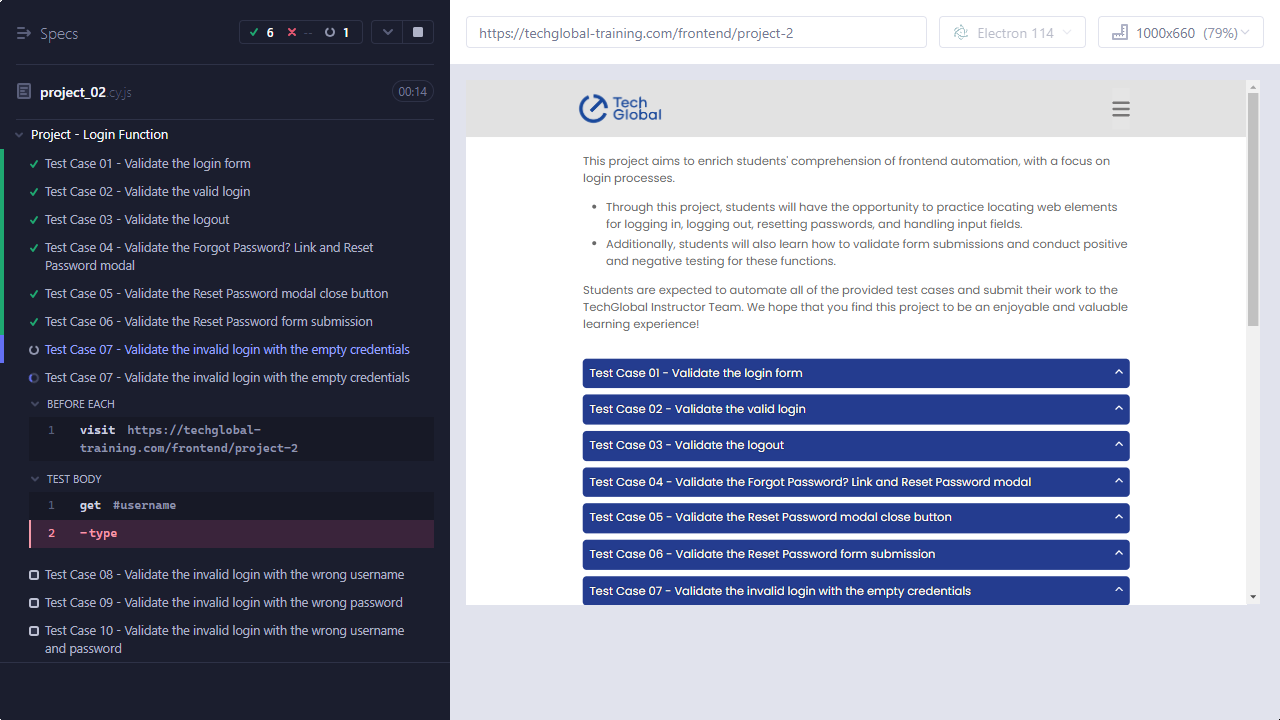 Specs
6 -- 1
project_02.cy.js 00:14
Project - Login Function
Test Case 01 - Validate the login form
Test Case 02 - Validate the valid login
Test Case 03 - Validate the logout
Test Case 04 - Validate the Forgot Password? Link and Reset
Password modal
Test Case 05 - Validate the Reset Password modal close button
Test Case 06 - Validate the Reset Password form submission
Test Case 07 - Validate the invalid login with the empty credentials
Test Case 07 - Validate the invalid login with the empty credentials
BEFORE EACH
1 visit https://techglobal-
training.com/frontend/project-2
TEST BODY
1 get #username
2 -type
Test Case 08 - Validate the invalid login with the wrong username
Test Case 09 - Validate the invalid login with the wrong password
Test Case 10 - Validate the invalid login with the wrong username
and password
https://techglobal-training.com/frontend/project-2
Electron 114
1000x660 (79%)
Tech
Global
This project aims to enrich students' comprehension of frontend automation, with a focus on
login processes.
• Through this project, students will have the opportunity to practice locating web elements
for logging in, logging out, resetting passwords, and handling input fields.
• Additionally, students will also learn how to validate form submissions and conduct positive
and negative testing for these functions.
Students are expected to automate all of the provided test cases and submit their work to the
TechGlobal Instructor Team. We hope that you find this project to be an enjoyable and valuable
learning experience!
Test Case 01 - Validate the login form
Test Case 02 - Validate the valid login
Test Case 03 - Validate the logout
Test Case 04 - Validate the Forgot Password? Link and Reset Password modal
Test Case 05 - Validate the Reset Password modal close button
Test Case 06 - Validate the Reset Password form submission
Test Case 07 - Validate the invalid login with the empty credentials